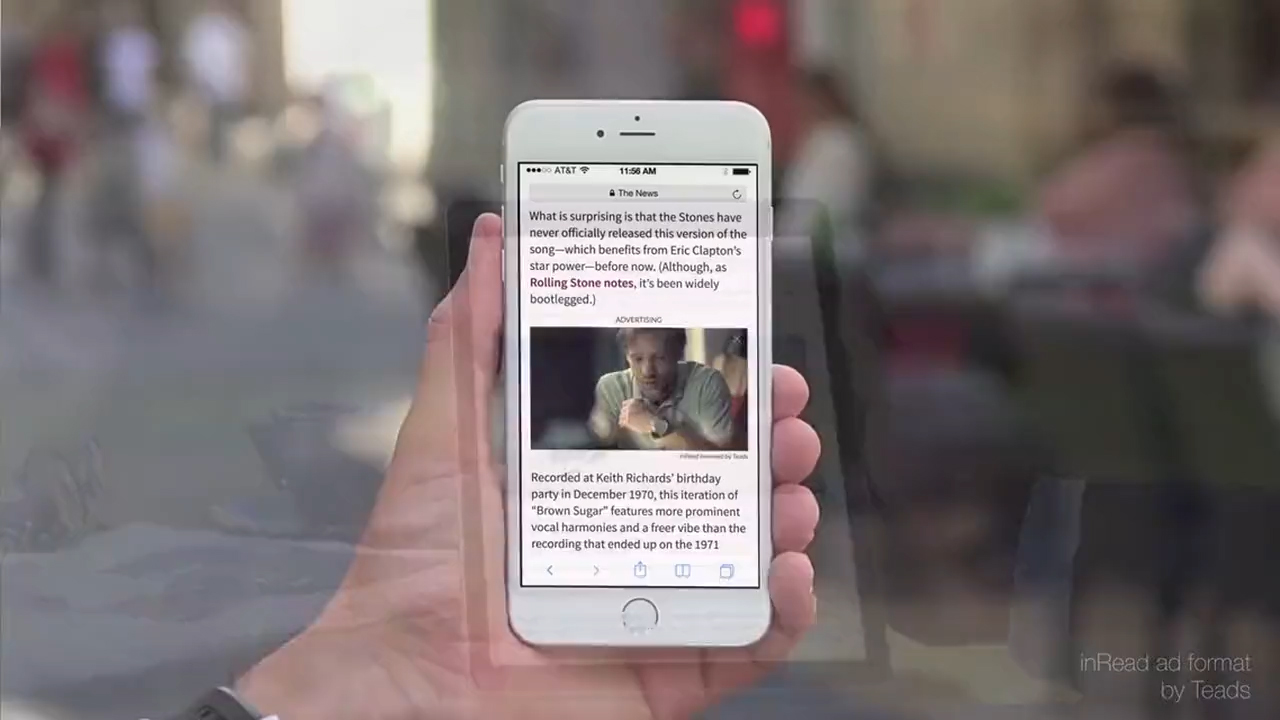 AT&T 11:56 AM
The News
What is surprising is that the Stones have
never officially released this version of the
song—which benefits from Eric Clapton's
star power—before now. (Although, as
Rolling Stone notes, it's been widely
bootlegged.)
ADVERTISING
inRead invented by Teads
Recorded at Keith Richards' birthday
party in December 1970, this iteration of
"Brown Sugar" features more prominent
vocal harmonies and a freer vibe than the
recording that ended up on the 1971
inRead ad format
by Teads